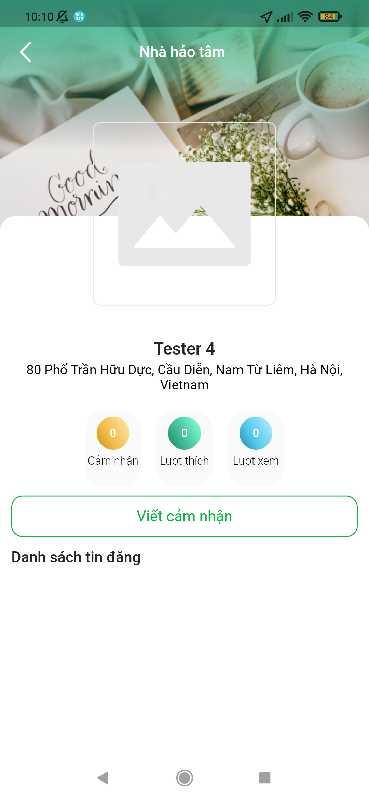 10:10
84
Nhà hảo tâm
Good
mornin
Tester 4
80 Phố Trần Hữu Dực, Cầu Diễn, Nam Từ Liêm, Hà Nội,
Vietnam
0 0 0
Cảm nhận Lượt thích Lượt xem
Viết cảm nhận
Danh sách tin đăng